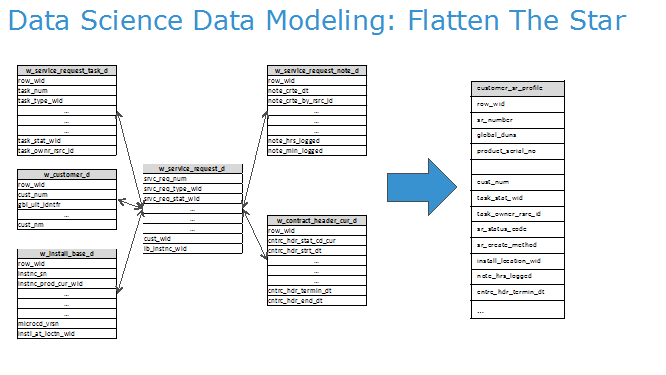 Data Science Data Modeling: Flatten The Star
w_service_request_task_d
row_wid
task_num
task_type_wid
...
...
...
task_stat_wid
task_ownr_rsrc_id
w_customer_d
row_wid
cust_num
gbl_ult_idntfr
...
cust_nm
w_install_base_d
row_wid
instnc_sn
instnc_prod_cur_wid
...
...
...
microcd_vrsn
instl_at_loctn_wid
w_service_request_d
srvc_req_num
srvc_req_type_wid
srvc_req_stat_wid
...
...
...
cust_wid
ib_instnc_wid
w_service_request_note_d
row_wid
note_crte_dt
note_crte_by_rsrc_id
...
...
...
note_hrs_logged
note_min_logged
w_contract_header_cur_d
row_wid
cntrc_hdr_stat_cd_cur
cntrc_hdr_strt_dt
...
...
...
cntrc_hdr_termin_dt
cntrc_hdr_end_dt
customer_sr_profile
row_wid
sr_number
global_duns
product_serial_no
cust_num
task_stat_wid
task_owner_rsrc_id
sr_status_code
sr_create_method
install_location_wid
note_hrs_logged
cntrc_hdr_termin_dt
...